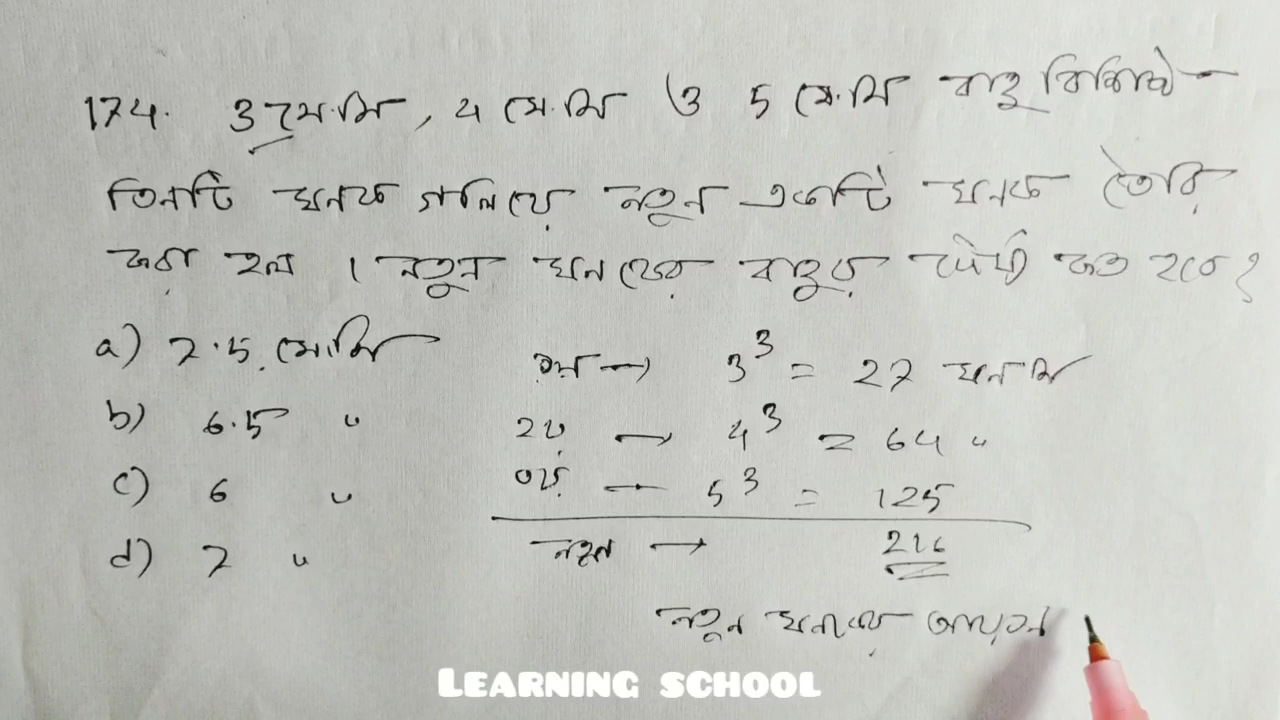 174. 3 সে.মি , 4 সে.মি ও 5 সে.মি বাহু বিশিষ্ট
তিনটি ঘনক গলিয়ে নতুন একটি ঘনক তৈরি
করা হল । নতুন ঘনকের বাহুর দৈর্ঘ্য কত হবে ?
a) 7.5 সে.মি
b) 6.5 "
c) 6 "
d) 7 "
১ম → 3³ = 27 ঘন মি
২য় → 4³ = 64 "
৩য় → 5³ = 125
নতুন → 216
নতুন ঘনকের আয়তন
LEARNING SCHOOL